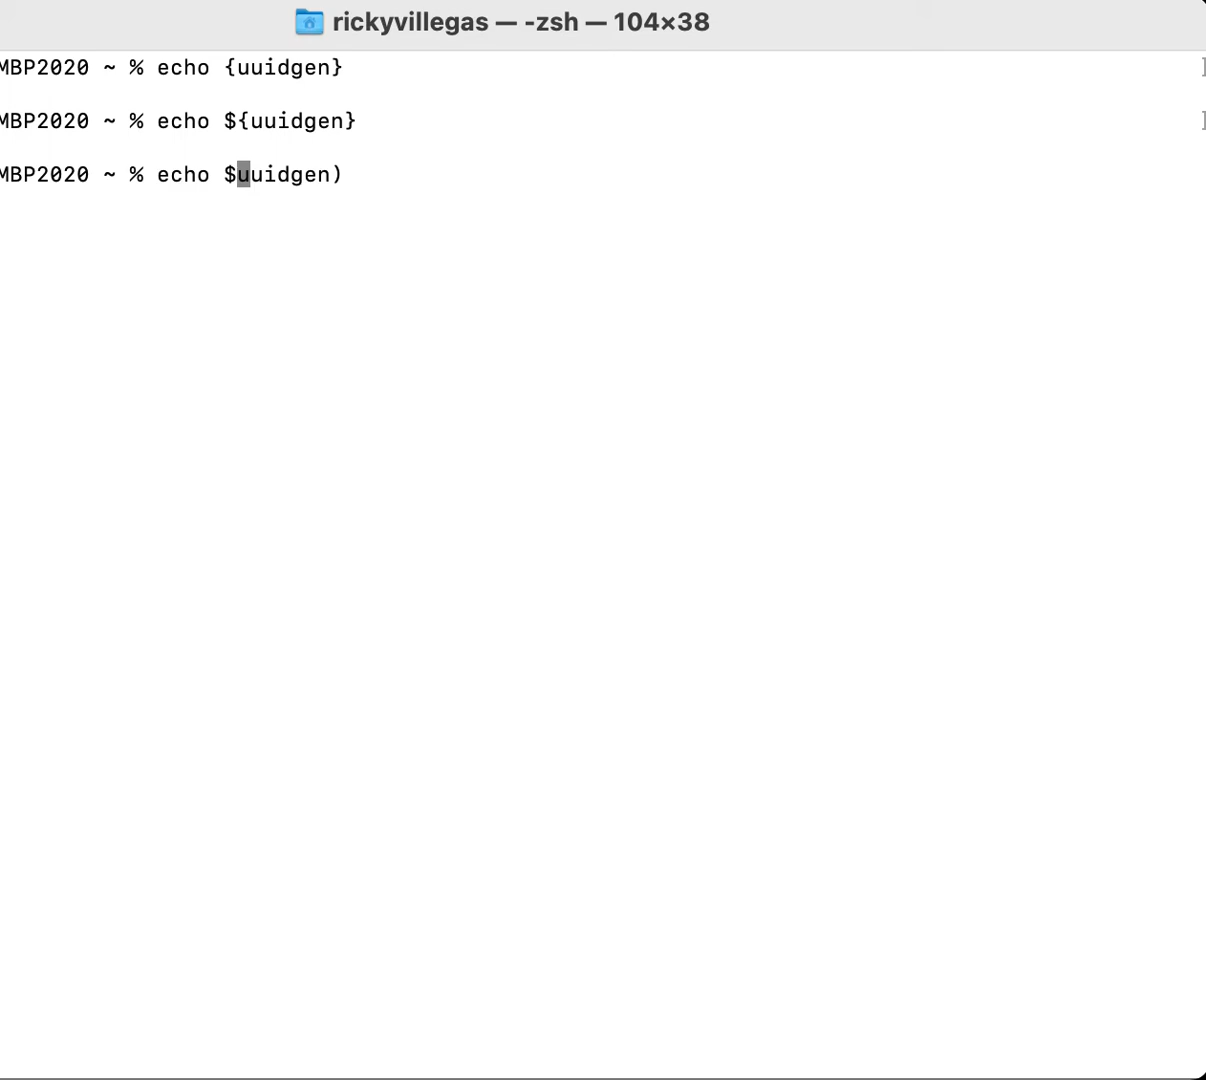 rickyvillegas — -zsh — 104×38
MBP2020 ~ % echo {uuidgen}
MBP2020 ~ % echo ${uuidgen}
MBP2020 ~ % echo $uuidgen)